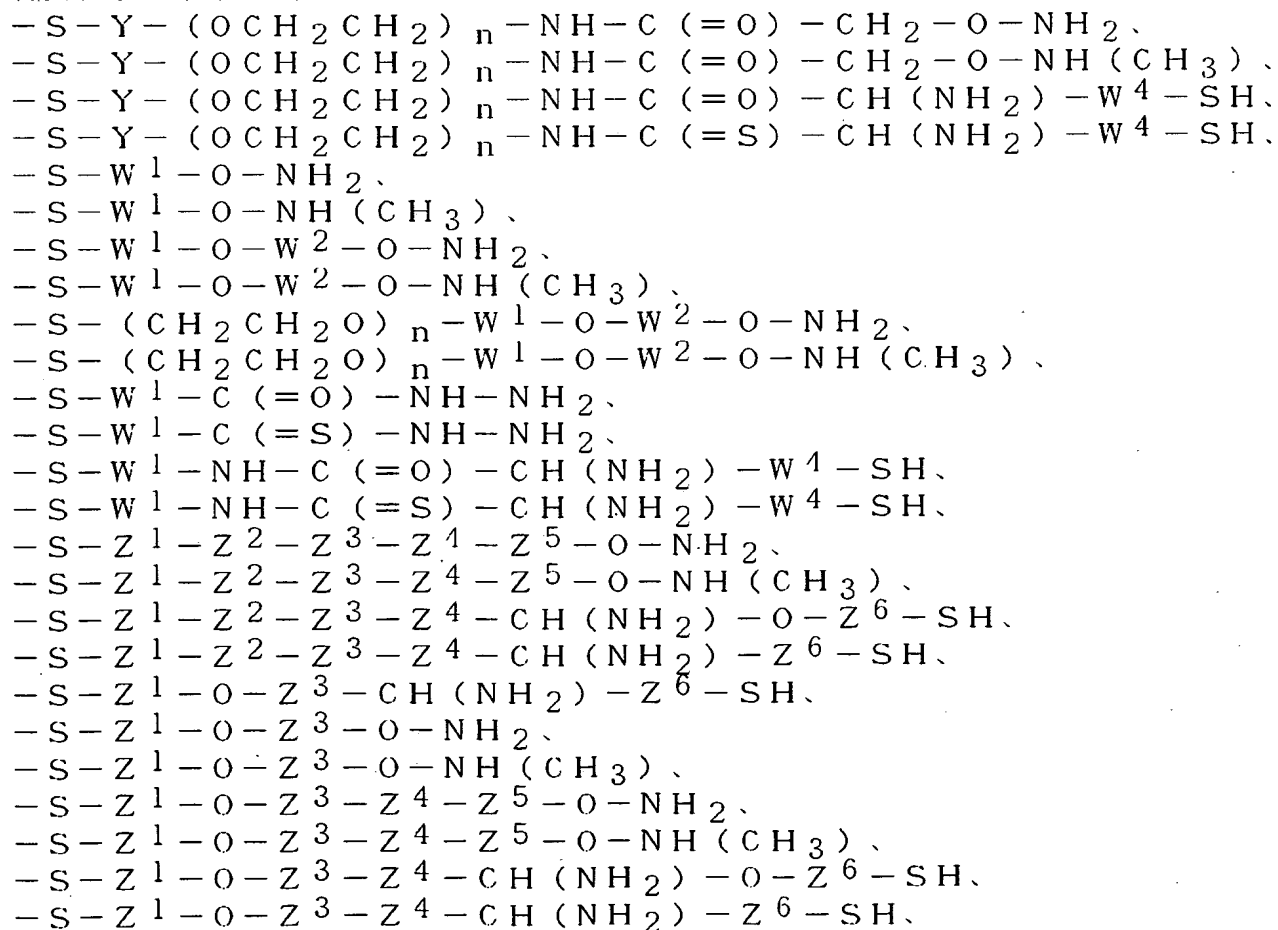 －Ｓ－Ｙ－（ＯＣＨ₂ＣＨ₂）ₙ－ＮＨ－Ｃ（＝Ｏ）－ＣＨ₂－Ｏ－ＮＨ₂、
－Ｓ－Ｙ－（ＯＣＨ₂ＣＨ₂）ₙ－ＮＨ－Ｃ（＝Ｏ）－ＣＨ₂－Ｏ－ＮＨ（ＣＨ₃）、
－Ｓ－Ｙ－（ＯＣＨ₂ＣＨ₂）ₙ－ＮＨ－Ｃ（＝Ｏ）－ＣＨ（ＮＨ₂）－Ｗ⁴－ＳＨ、
－Ｓ－Ｙ－（ＯＣＨ₂ＣＨ₂）ₙ－ＮＨ－Ｃ（＝Ｓ）－ＣＨ（ＮＨ₂）－Ｗ⁴－ＳＨ、
－Ｓ－Ｗ¹－Ｏ－ＮＨ₂、
－Ｓ－Ｗ¹－Ｏ－ＮＨ（ＣＨ₃）、
－Ｓ－Ｗ¹－Ｏ－Ｗ²－Ｏ－ＮＨ₂、
－Ｓ－Ｗ¹－Ｏ－Ｗ²－Ｏ－ＮＨ（ＣＨ₃）、
－Ｓ－（ＣＨ₂ＣＨ₂Ｏ）ₙ－Ｗ¹－Ｏ－Ｗ²－Ｏ－ＮＨ₂、
－Ｓ－（ＣＨ₂ＣＨ₂Ｏ）ₙ－Ｗ¹－Ｏ－Ｗ²－Ｏ－ＮＨ（ＣＨ₃）、
－Ｓ－Ｗ¹－Ｃ（＝Ｏ）－ＮＨ－ＮＨ₂、
－Ｓ－Ｗ¹－Ｃ（＝Ｓ）－ＮＨ－ＮＨ₂、
－Ｓ－Ｗ¹－ＮＨ－Ｃ（＝Ｏ）－ＣＨ（ＮＨ₂）－Ｗ⁴－ＳＨ、
－Ｓ－Ｗ¹－ＮＨ－Ｃ（＝Ｓ）－ＣＨ（ＮＨ₂）－Ｗ⁴－ＳＨ、
－Ｓ－Ｚ¹－Ｚ²－Ｚ³－Ｚ⁴－Ｚ⁵－Ｏ－ＮＨ₂、
－Ｓ－Ｚ¹－Ｚ²－Ｚ³－Ｚ⁴－Ｚ⁵－Ｏ－ＮＨ（ＣＨ₃）、
－Ｓ－Ｚ¹－Ｚ²－Ｚ³－Ｚ⁴－ＣＨ（ＮＨ₂）－Ｏ－Ｚ⁶－ＳＨ、
－Ｓ－Ｚ¹－Ｚ²－Ｚ³－Ｚ⁴－ＣＨ（ＮＨ₂）－Ｚ⁶－ＳＨ、
－Ｓ－Ｚ¹－Ｏ－Ｚ³－ＣＨ（ＮＨ₂）－Ｚ⁶－ＳＨ、
－Ｓ－Ｚ¹－Ｏ－Ｚ³－Ｏ－ＮＨ₂、
－Ｓ－Ｚ¹－Ｏ－Ｚ³－Ｏ－ＮＨ（ＣＨ₃）、
－Ｓ－Ｚ¹－Ｏ－Ｚ³－Ｚ⁴－Ｚ⁵－Ｏ－ＮＨ₂、
－Ｓ－Ｚ¹－Ｏ－Ｚ³－Ｚ⁴－Ｚ⁵－Ｏ－ＮＨ（ＣＨ₃）、
－Ｓ－Ｚ¹－Ｏ－Ｚ³－Ｚ⁴－ＣＨ（ＮＨ₂）－Ｏ－Ｚ⁶－ＳＨ、
－Ｓ－Ｚ¹－Ｏ－Ｚ³－Ｚ⁴－ＣＨ（ＮＨ₂）－Ｚ⁶－ＳＨ、